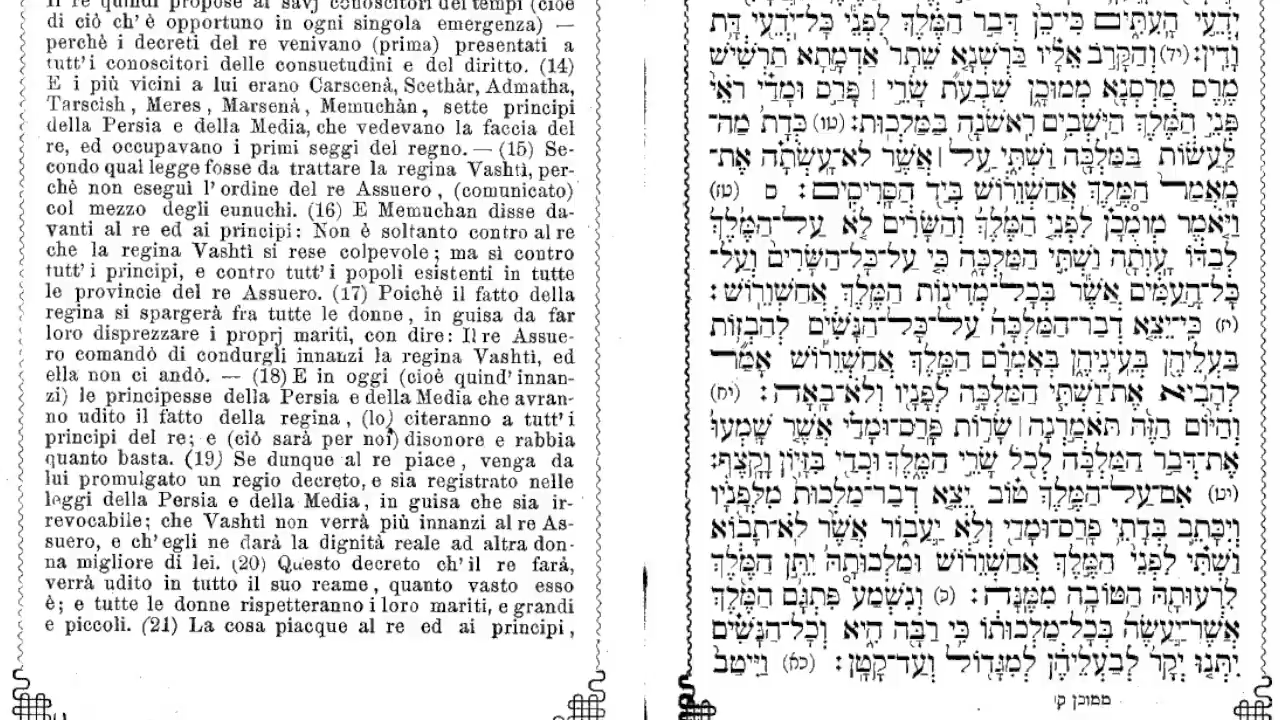 Il re quindi propose ai savj conoscitori dei tempi (cioè
di ciò ch' è opportuno in ogni singola emergenza) —
perchè i decreti del re venivano (prima) presentati a
tutt' i conoscitori delle consuetudini e del diritto. (14)
E i più vicini a lui erano Carscenà, Scethàr, Admatha,
Tarscish, Meres, Marsenà, Memuchàn, sette principi
della Persia e della Media, che vedevano la faccia del
re, ed occupavano i primi seggi del regno. — (15) Se-
condo qual legge fosse da trattare la regina Vashtì, per-
chè non eseguì l' ordine del re Assuero, (comunicato)
col mezzo degli eunuchi. (16) E Memuchan disse da-
vanti al re ed ai principi: Non è soltanto contro al re
che la regina Vashtì si rese colpevole; ma sì contro
tutt' i principi, e contro tutt' i popoli esistenti in tutte
le provincie del re Assuero. (17) Poichè il fatto della
regina si spargerà fra tutte le donne, in guisa da far
loro disprezzare i proprj mariti, con dire: Il re Assue-
ro comandò di condurgli innanzi la regina Vashtì, ed
ella non ci andò. — (18) E in oggi (cioè quind' innan-
zi) le principesse della Persia e della Media che avran-
no udito il fatto della regina, (lo) citeranno a tutt' i
principi del re; e (ciò sarà per noi) disonore e rabbia
quanto basta. (19) Se dunque al re piace, venga da
lui promulgato un regio decreto, e sia registrato nelle
leggi della Persia e della Media, in guisa che sia ir-
revocabile; che Vashtì non verrà più innanzi al re As-
suero, e ch' egli ne darà la dignità reale ad altra don-
na migliore di lei. (20) Questo decreto ch' il re farà,
verrà udito in tutto il suo reame, quanto vasto esso
è; e tutte le donne rispetteranno i loro mariti, e grandi
e piccoli. (21) La cosa piacque al re ed ai principi,
יֹדְעֵי הָֽעִתִּים כִּי־כֵן דְּבַר הַמֶּלֶךְ לִפְנֵי כָּל־יֹדְעֵי דָּת
וָדִין׃ (יד) וְהַקָּרֹב אֵלָיו כַּרְשְׁנָא שֵׁתָר אַדְמָתָא תַרְשִׁישׁ
מֶרֶס מַרְסְנָא מְמוּכָן שִׁבְעַת שָׂרֵי ׀ פָּרַס וּמָדַי רֹאֵי
פְּנֵי הַמֶּלֶךְ הַיֹּשְׁבִים רִאשֹׁנָה בַּמַּלְכוּת׃ (טו) כְּדָת מַה־
לַּעֲשׂוֹת בַּמַּלְכָּה וַשְׁתִּי עַל ׀ אֲשֶׁר לֹא־עָשְׂתָה אֶת־
מַאֲמַר הַמֶּלֶךְ אֲחַשְׁוֵרוֹשׁ בְּיַד הַסָּרִיסִים׃ ס (טז)
וַיֹּאמֶר מומכן לִפְנֵי הַמֶּלֶךְ וְהַשָּׂרִים לֹא עַל־הַמֶּלֶךְ
לְבַדּוֹ עָוְתָה וַשְׁתִּי הַמַּלְכָּה כִּי עַל־כָּל־הַשָּׂרִים וְעַל־
כָּל־הָעַמִּים אֲשֶׁר בְּכָל־מְדִינוֹת הַמֶּלֶךְ אֲחַשְׁוֵרוֹשׁ׃
(יז) כִּי־יֵצֵא דְבַר־הַמַּלְכָּה עַל־כָּל־הַנָּשִׁים לְהַבְזוֹת
בַּעְלֵיהֶן בְּעֵינֵיהֶן בְּאָמְרָם הַמֶּלֶךְ אֲחַשְׁוֵרוֹשׁ אָמַר
לְהָבִיא אֶת־וַשְׁתִּי הַמַּלְכָּה לְפָנָיו וְלֹא־בָאָה׃ (יח)
וְהַיּוֹם הַזֶּה תֹּאמַרְנָה ׀ שָׂרוֹת פָּרַס־וּמָדַי אֲשֶׁר שָׁמְעוּ
אֶת־דְּבַר הַמַּלְכָּה לְכֹל שָׂרֵי הַמֶּלֶךְ וּכְדַי בִּזָּיוֹן וָקָצֶף׃
(יט) אִם־עַל־הַמֶּלֶךְ טוֹב יֵצֵא דְבַר־מַלְכוּת מִלְּפָנָיו
וְיִכָּתֵב בְּדָתֵי פָרַס־וּמָדַי וְלֹא יַעֲבוֹר אֲשֶׁר לֹא־תָבוֹא
וַשְׁתִּי לִפְנֵי הַמֶּלֶךְ אֲחַשְׁוֵרוֹשׁ וּמַלְכוּתָהּ יִתֵּן הַמֶּלֶךְ
לִרְעוּתָהּ הַטּוֹבָה מִמֶּנָּה׃ (כ) וְנִשְׁמַע פִּתְגָם הַמֶּלֶךְ
אֲשֶׁר־יַעֲשֶׂה בְּכָל־מַלְכוּתוֹ כִּי רַבָּה הִיא וְכָל־הַנָּשִׁים
יִתְּנוּ יְקָר לְבַעְלֵיהֶן לְמִגָּדוֹל וְעַד־קָטָן׃ (כא) וַיִּיטַב
ממוכן ק׳